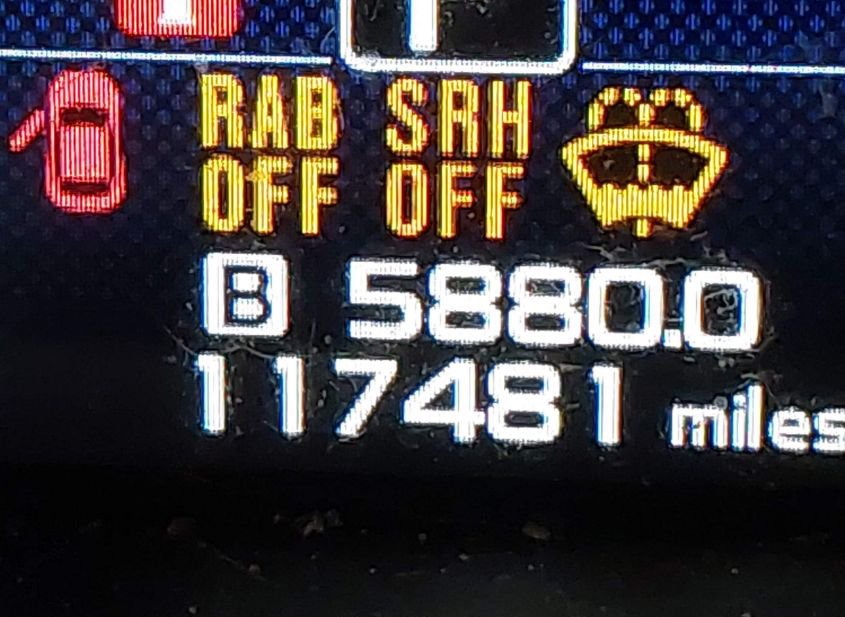 RAB SRH
OFF OFF
B 5880.0
117481 miles